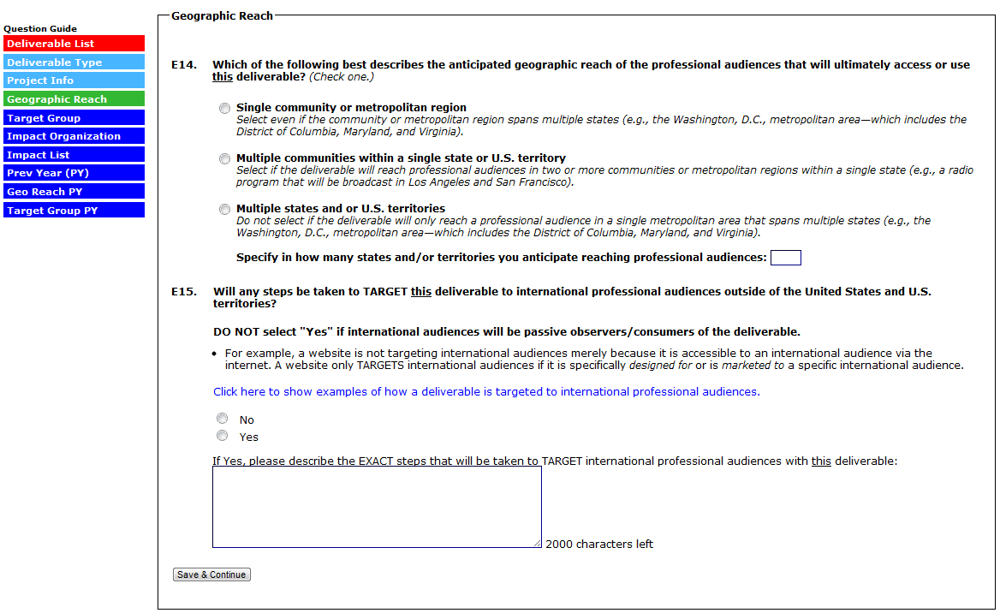 Question Guide
Deliverable List
Deliverable Type
Project Info
Geographic Reach
Target Group
Impact Organization
Impact List
Prev Year (PY)
Geo Reach PY
Target Group PY
Geographic Reach
E14. Which of the following best describes the anticipated geographic reach of the professional audiences that will ultimately access or use
this deliverable? (Check one.)
Single community or metropolitan region
Select even if the community or metropolitan region spans multiple states (e.g., the Washington, D.C., metropolitan area—which includes the
District of Columbia, Maryland, and Virginia).
Multiple communities within a single state or U.S. territory
Select if the deliverable will reach professional audiences in two or more communities or metropolitan regions within a single state (e.g., a radio
program that will be broadcast in Los Angeles and San Francisco).
Multiple states and or U.S. territories
Do not select if the deliverable will only reach a professional audience in a single metropolitan area that spans multiple states (e.g., the
Washington, D.C., metropolitan area—which includes the District of Columbia, Maryland, and Virginia).
Specify in how many states and/or territories you anticipate reaching professional audiences:
E15. Will any steps be taken to TARGET this deliverable to international professional audiences outside of the United States and U.S.
territories?
DO NOT select "Yes" if international audiences will be passive observers/consumers of the deliverable.
• For example, a website is not targeting international audiences merely because it is accessible to an international audience via the
internet. A website only TARGETS international audiences if it is specifically designed for or is marketed to a specific international audience.
Click here to show examples of how a deliverable is targeted to international professional audiences.
No
Yes
If Yes, please describe the EXACT steps that will be taken to TARGET international professional audiences with this deliverable:
2000 characters left
Save & Continue